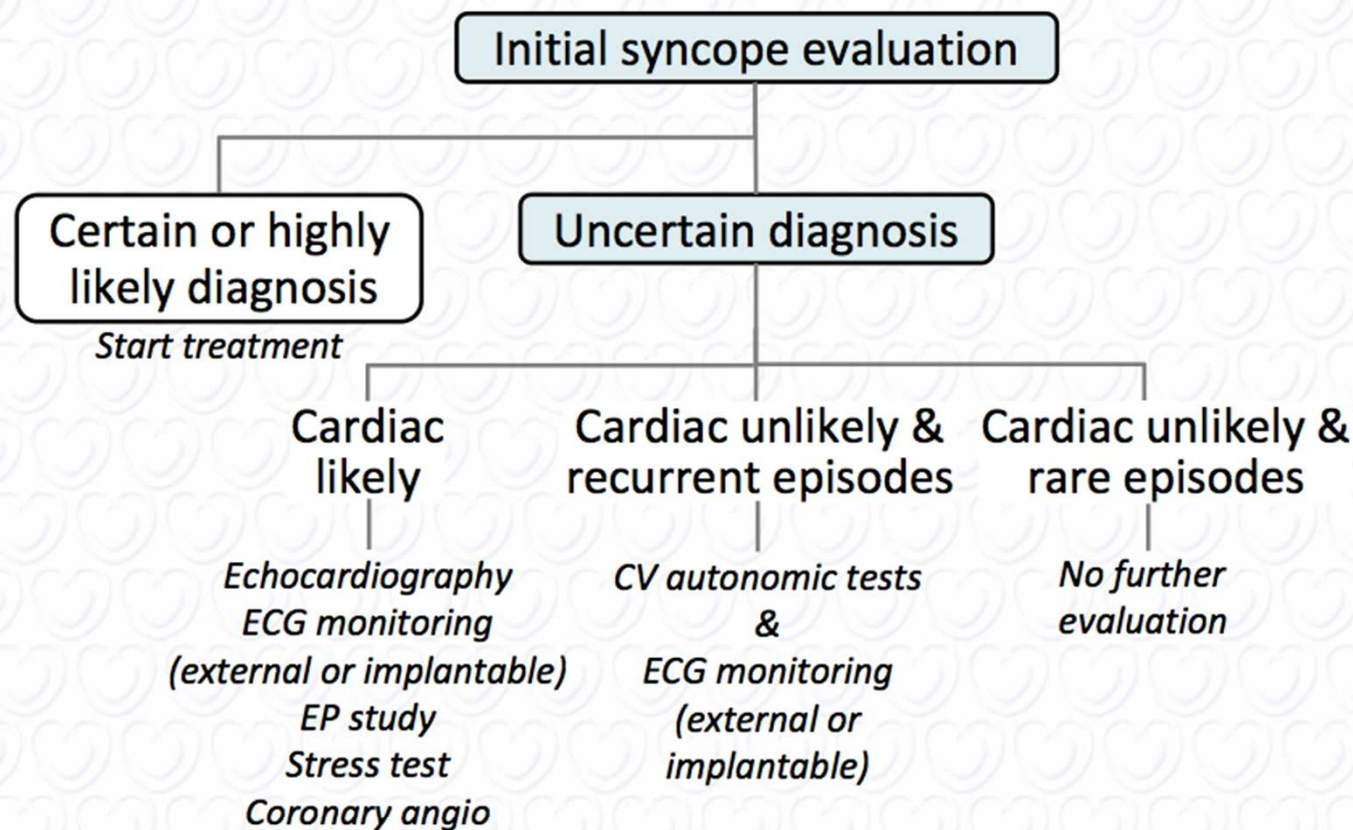 Initial syncope evaluation
Certain or highly
likely diagnosis
Start treatment
Uncertain diagnosis
Cardiac
likely
Echocardiography
ECG monitoring
(external or implantable)
EP study
Stress test
Coronary angio
Cardiac unlikely &
recurrent episodes
CV autonomic tests
&
ECG monitoring
(external or
implantable)
Cardiac unlikely &
rare episodes
No further
evaluation